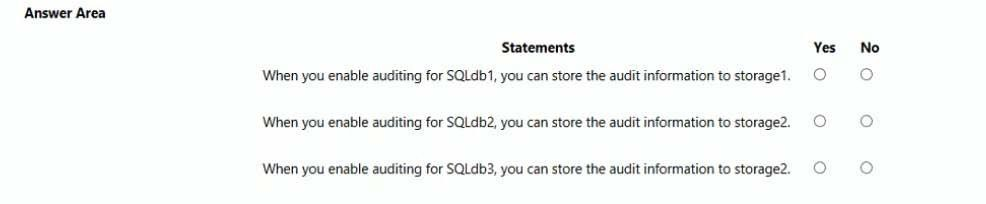 Answer Area
Statements Yes No
When you enable auditing for SQLdb1, you can store the audit information to storage1.
When you enable auditing for SQLdb2, you can store the audit information to storage2.
When you enable auditing for SQLdb3, you can store the audit information to storage2.